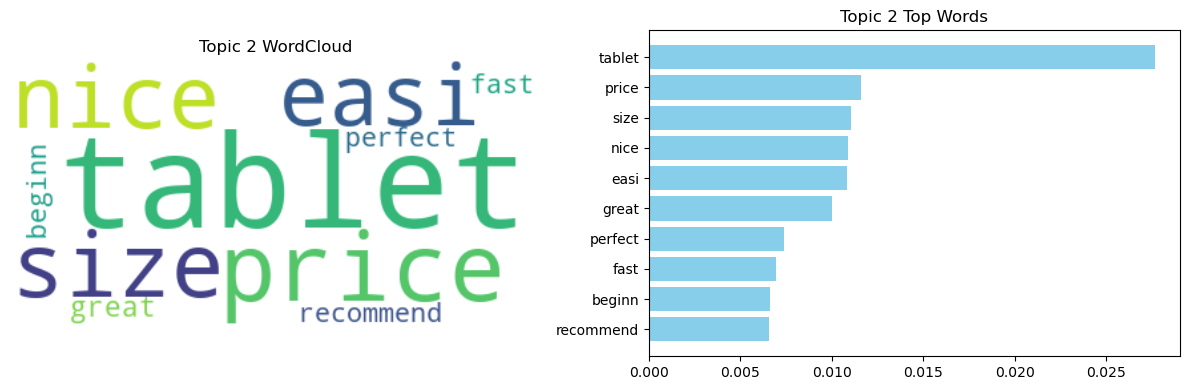 Topic 2 WordCloud
nice
easi
fast
perfect
tablet
beginn
size
price
great
recommend
Topic 2 Top Words
tablet
price
size
nice
easi
great
perfect
fast
beginn
recommend
0.000 0.005 0.010 0.015 0.020 0.025